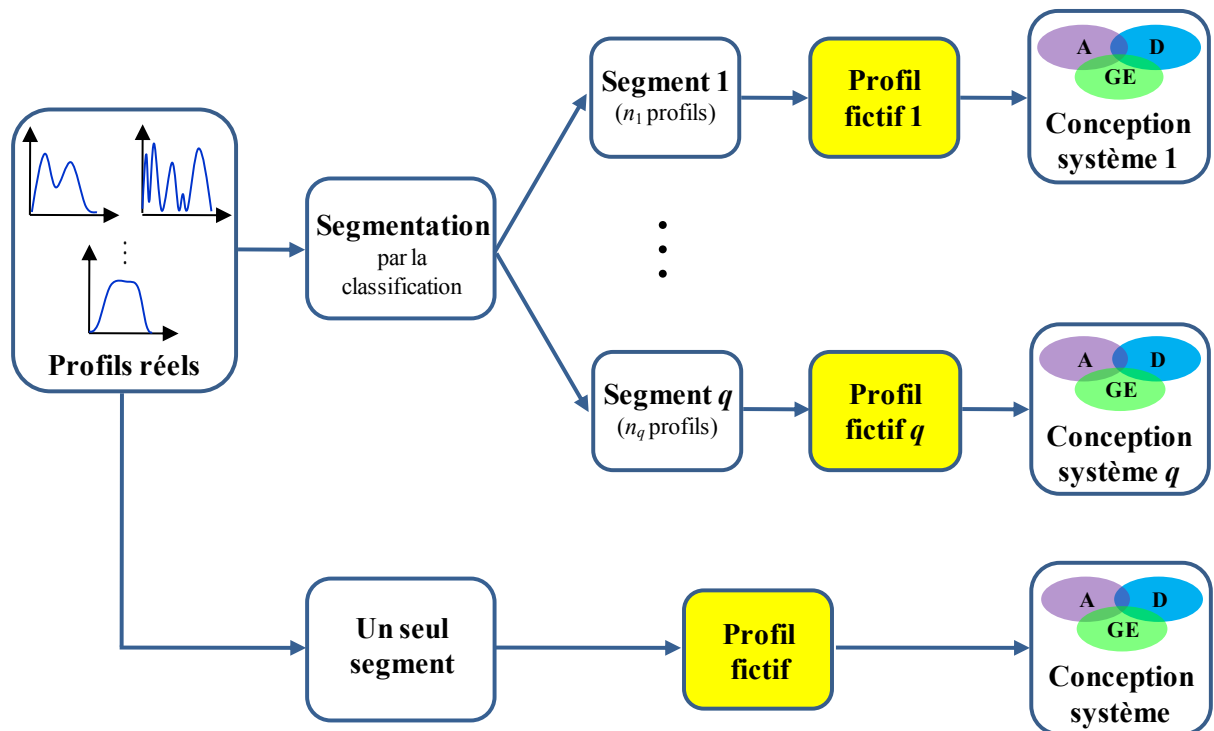 Profils réels
Segmentation
par la
classification
Segment 1
(n₁ profils)
Profil
fictif 1
A
D
GE
Conception
système 1
Segment q
(nq profils)
Profil
fictif q
A
D
GE
Conception
système q
Un seul
segment
Profil
fictif
A
D
GE
Conception
système